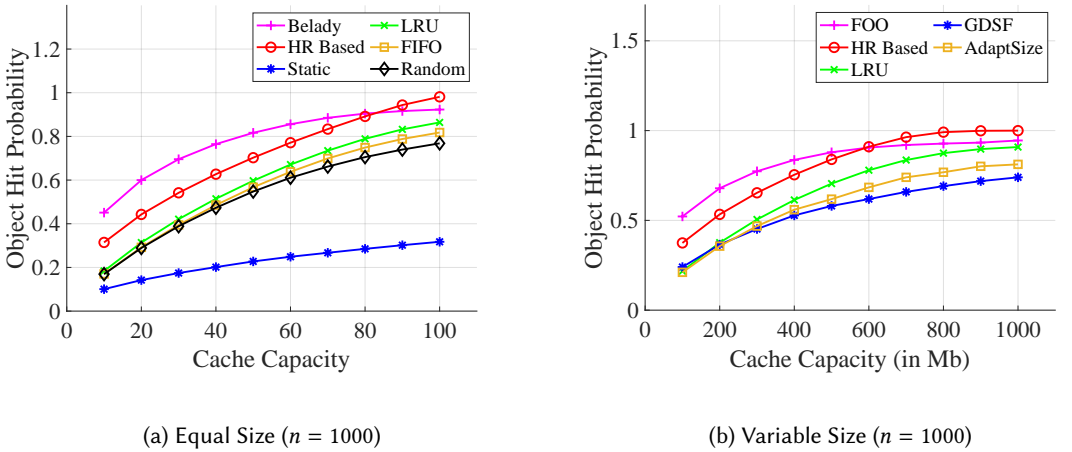 Belady
HR Based
Static
LRU
FIFO
Random
Object Hit Probability
0
0.2
0.4
0.6
0.8
1
1.2
0
20
40
60
80
100
Cache Capacity
(a) Equal Size (n = 1000)
FOO
HR Based
LRU
GDSF
AdaptSize
Object Hit Probability
0
0.5
1
1.5
0
200
400
600
800
1000
Cache Capacity (in Mb)
(b) Variable Size (n = 1000)